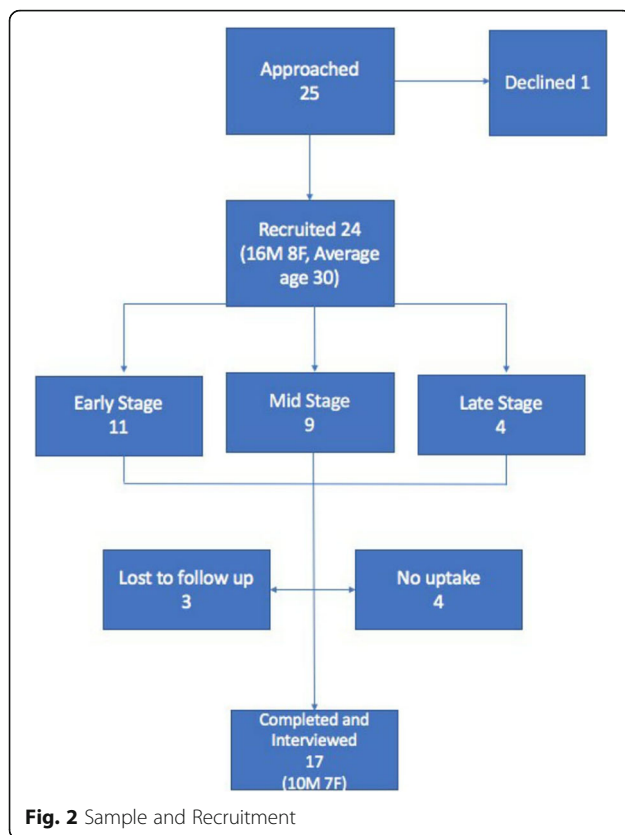 Approached
25
Declined 1
Recruited 24
(16M 8F, Average
age 30)
Early Stage
11
Mid Stage
9
Late Stage
4
Lost to follow up
3
No uptake
4
Completed and
Interviewed
17
(10M 7F)
Fig. 2 Sample and Recruitment